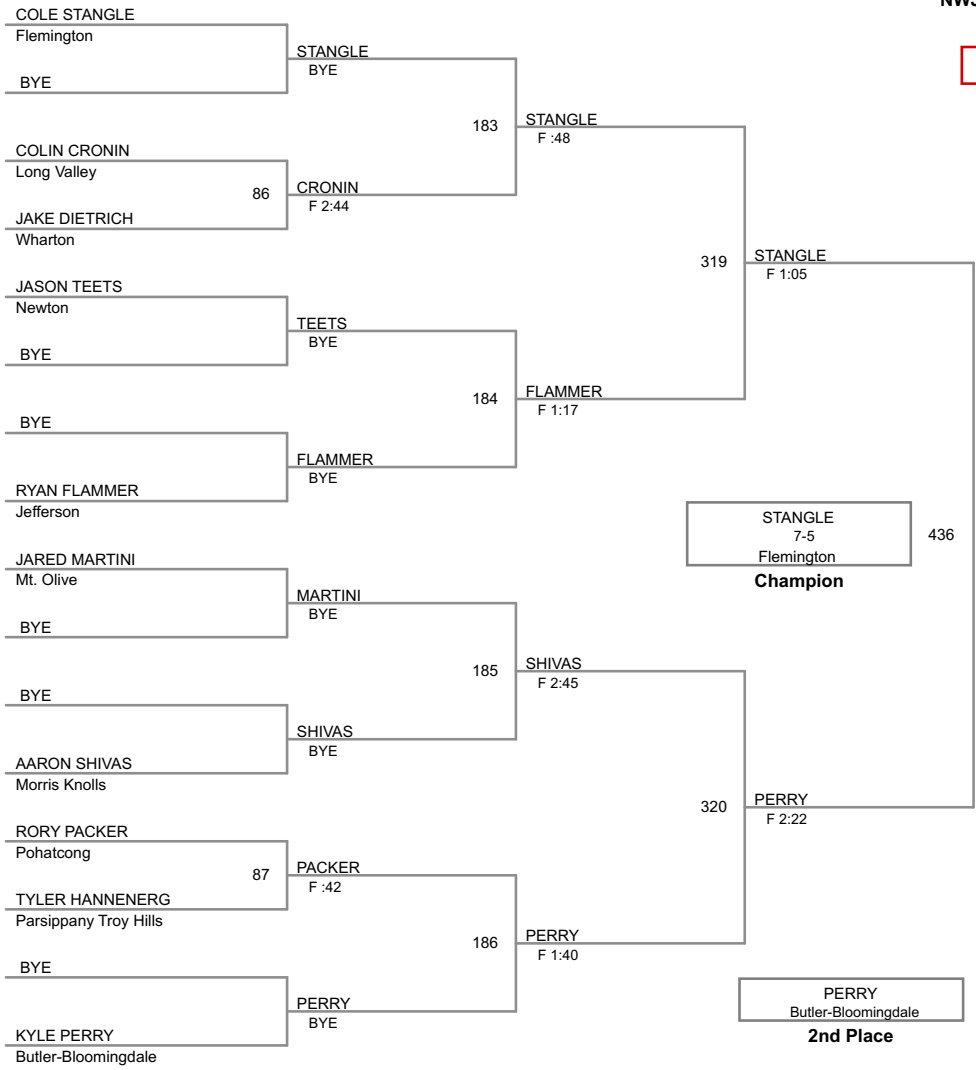 NWJ
COLE STANGLE
Flemington
BYE
STANGLE
BYE
COLIN CRONIN
Long Valley
86
JAKE DIETRICH
Wharton
CRONIN
F 2:44
183
STANGLE
F :48
JASON TEETS
Newton
BYE
TEETS
BYE
BYE
RYAN FLAMMER
Jefferson
FLAMMER
BYE
184
FLAMMER
F 1:17
319
STANGLE
F 1:05
JARED MARTINI
Mt. Olive
BYE
MARTINI
BYE
BYE
AARON SHIVAS
Morris Knolls
SHIVAS
BYE
185
SHIVAS
F 2:45
RORY PACKER
Pohatcong
87
TYLER HANNENERG
Parsippany Troy Hills
PACKER
F :42
BYE
KYLE PERRY
Butler-Bloomingdale
PERRY
BYE
186
PERRY
F 1:40
320
PERRY
F 2:22
436
STANGLE
7-5
Flemington
Champion
PERRY
Butler-Bloomingdale
2nd Place